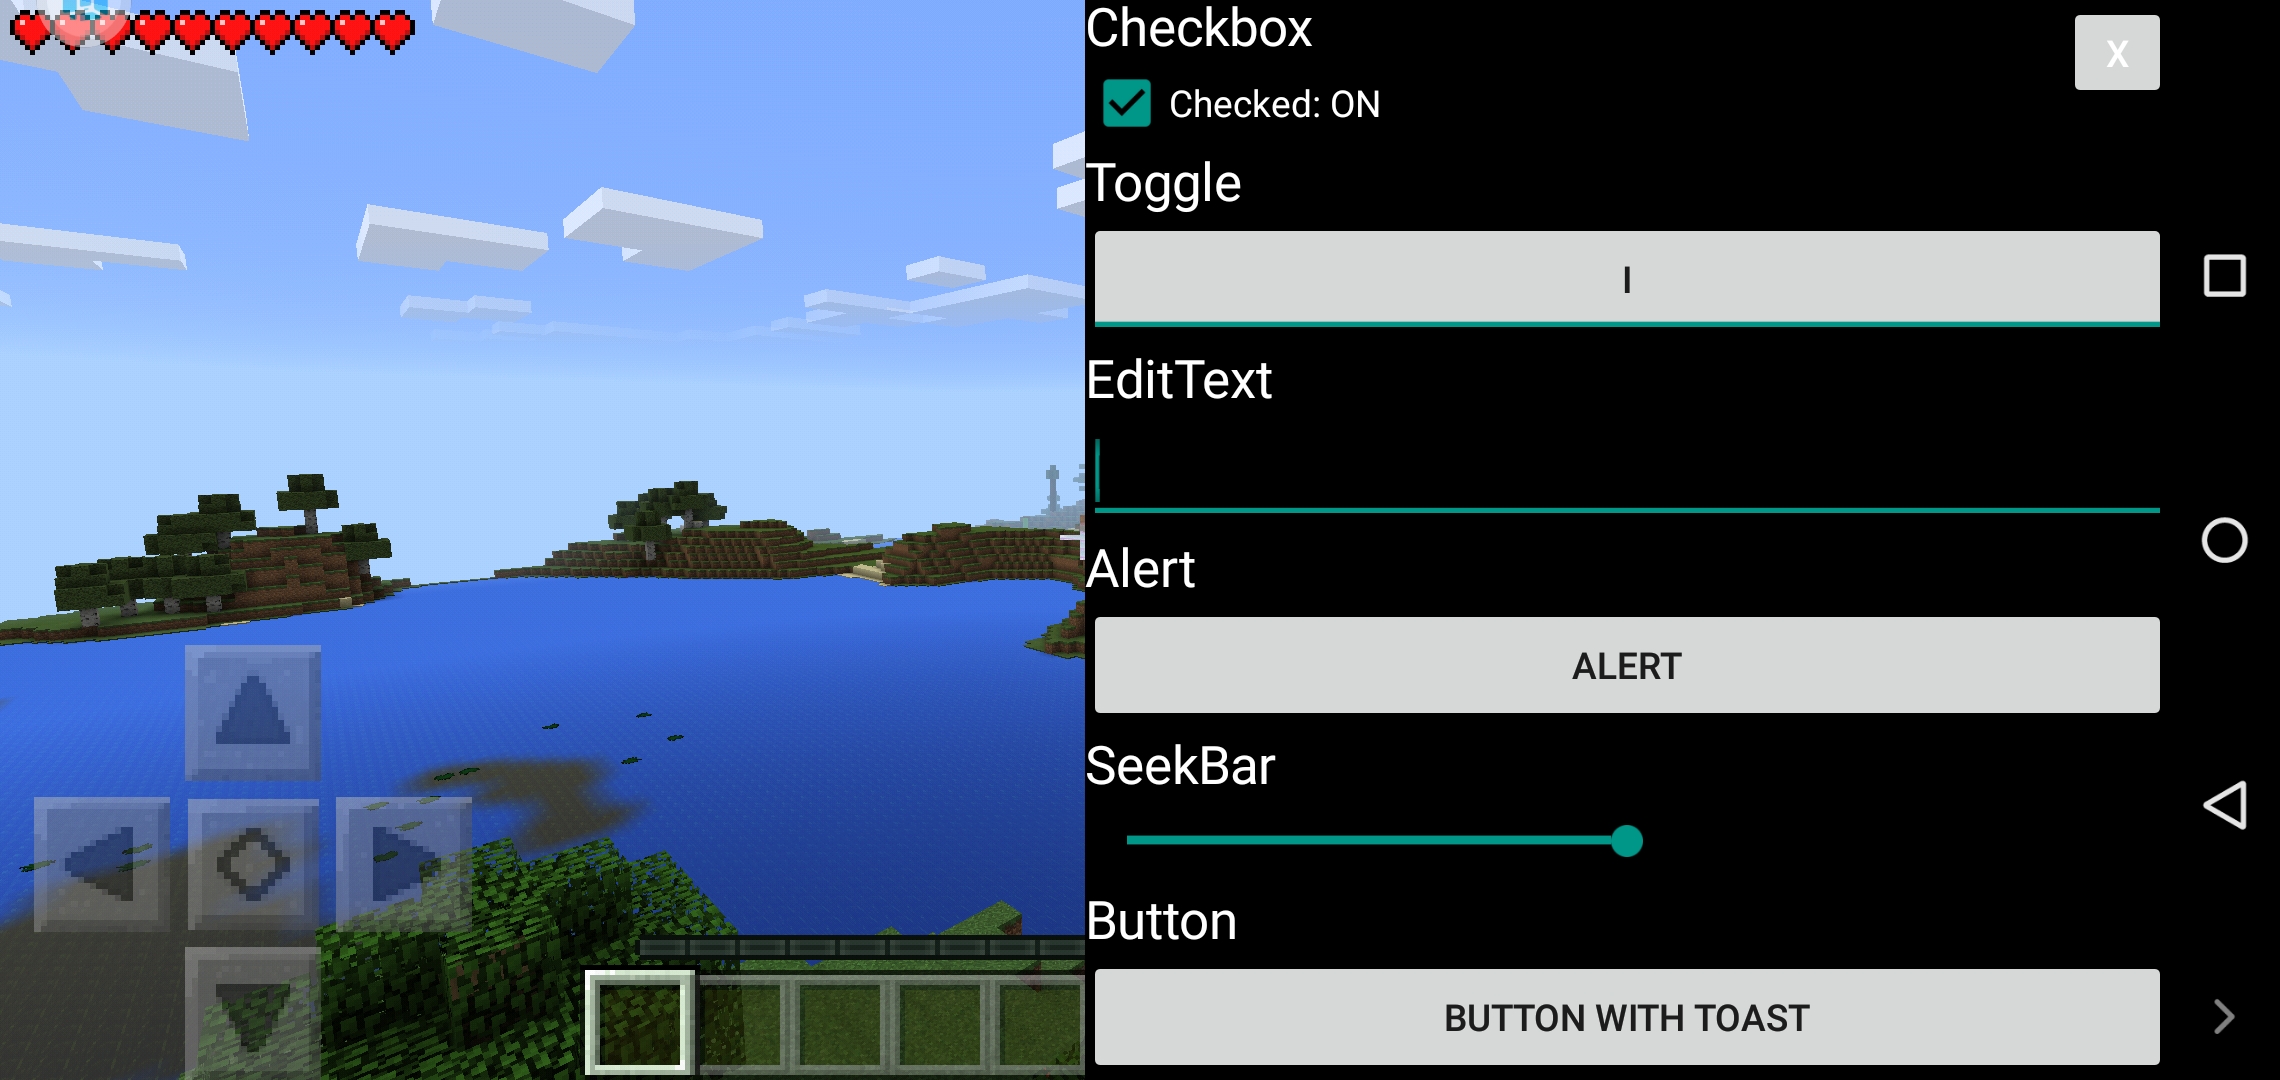 Checkbox
X
Checked: ON
Toggle
I
EditText
Alert
ALERT
SeekBar
Button
BUTTON WITH TOAST